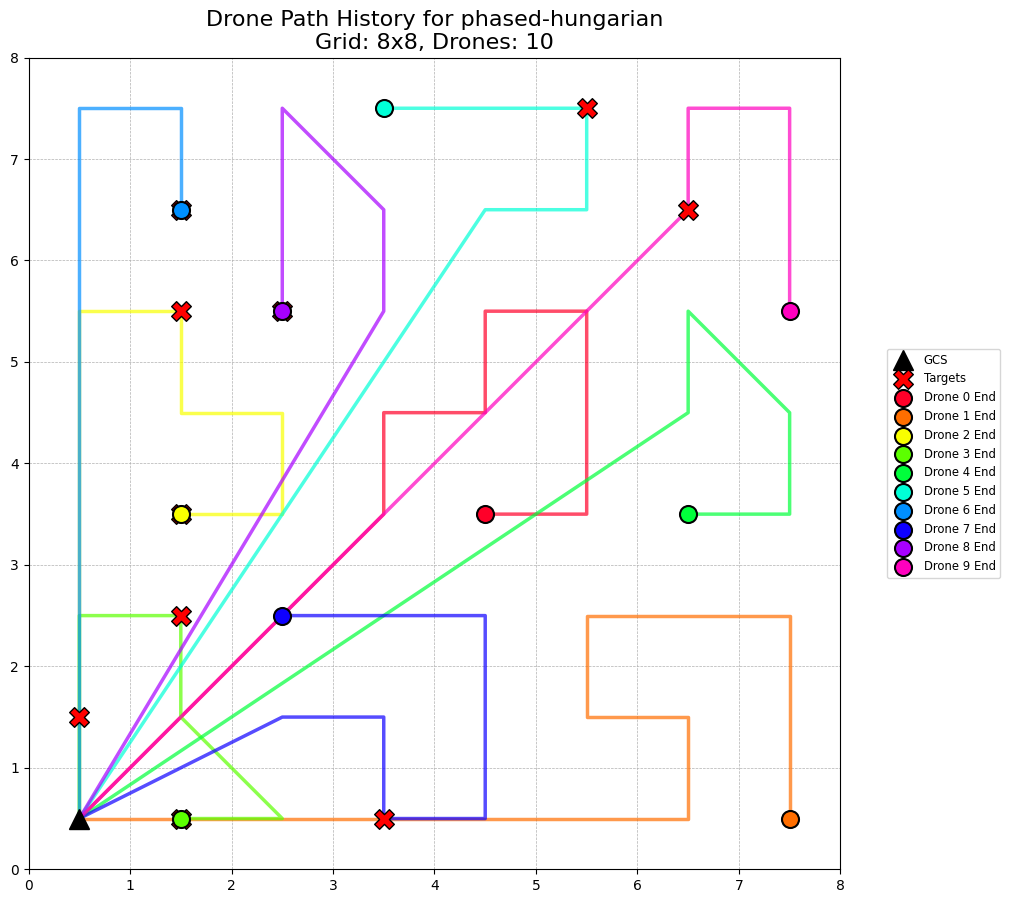 Drone Path History for phased-hungarian
Grid: 8x8, Drones: 10
8
7
6
5
4
3
2
1
0
0 1 2 3 4 5 6 7 8
GCS
Targets
Drone 0 End
Drone 1 End
Drone 2 End
Drone 3 End
Drone 4 End
Drone 5 End
Drone 6 End
Drone 7 End
Drone 8 End
Drone 9 End